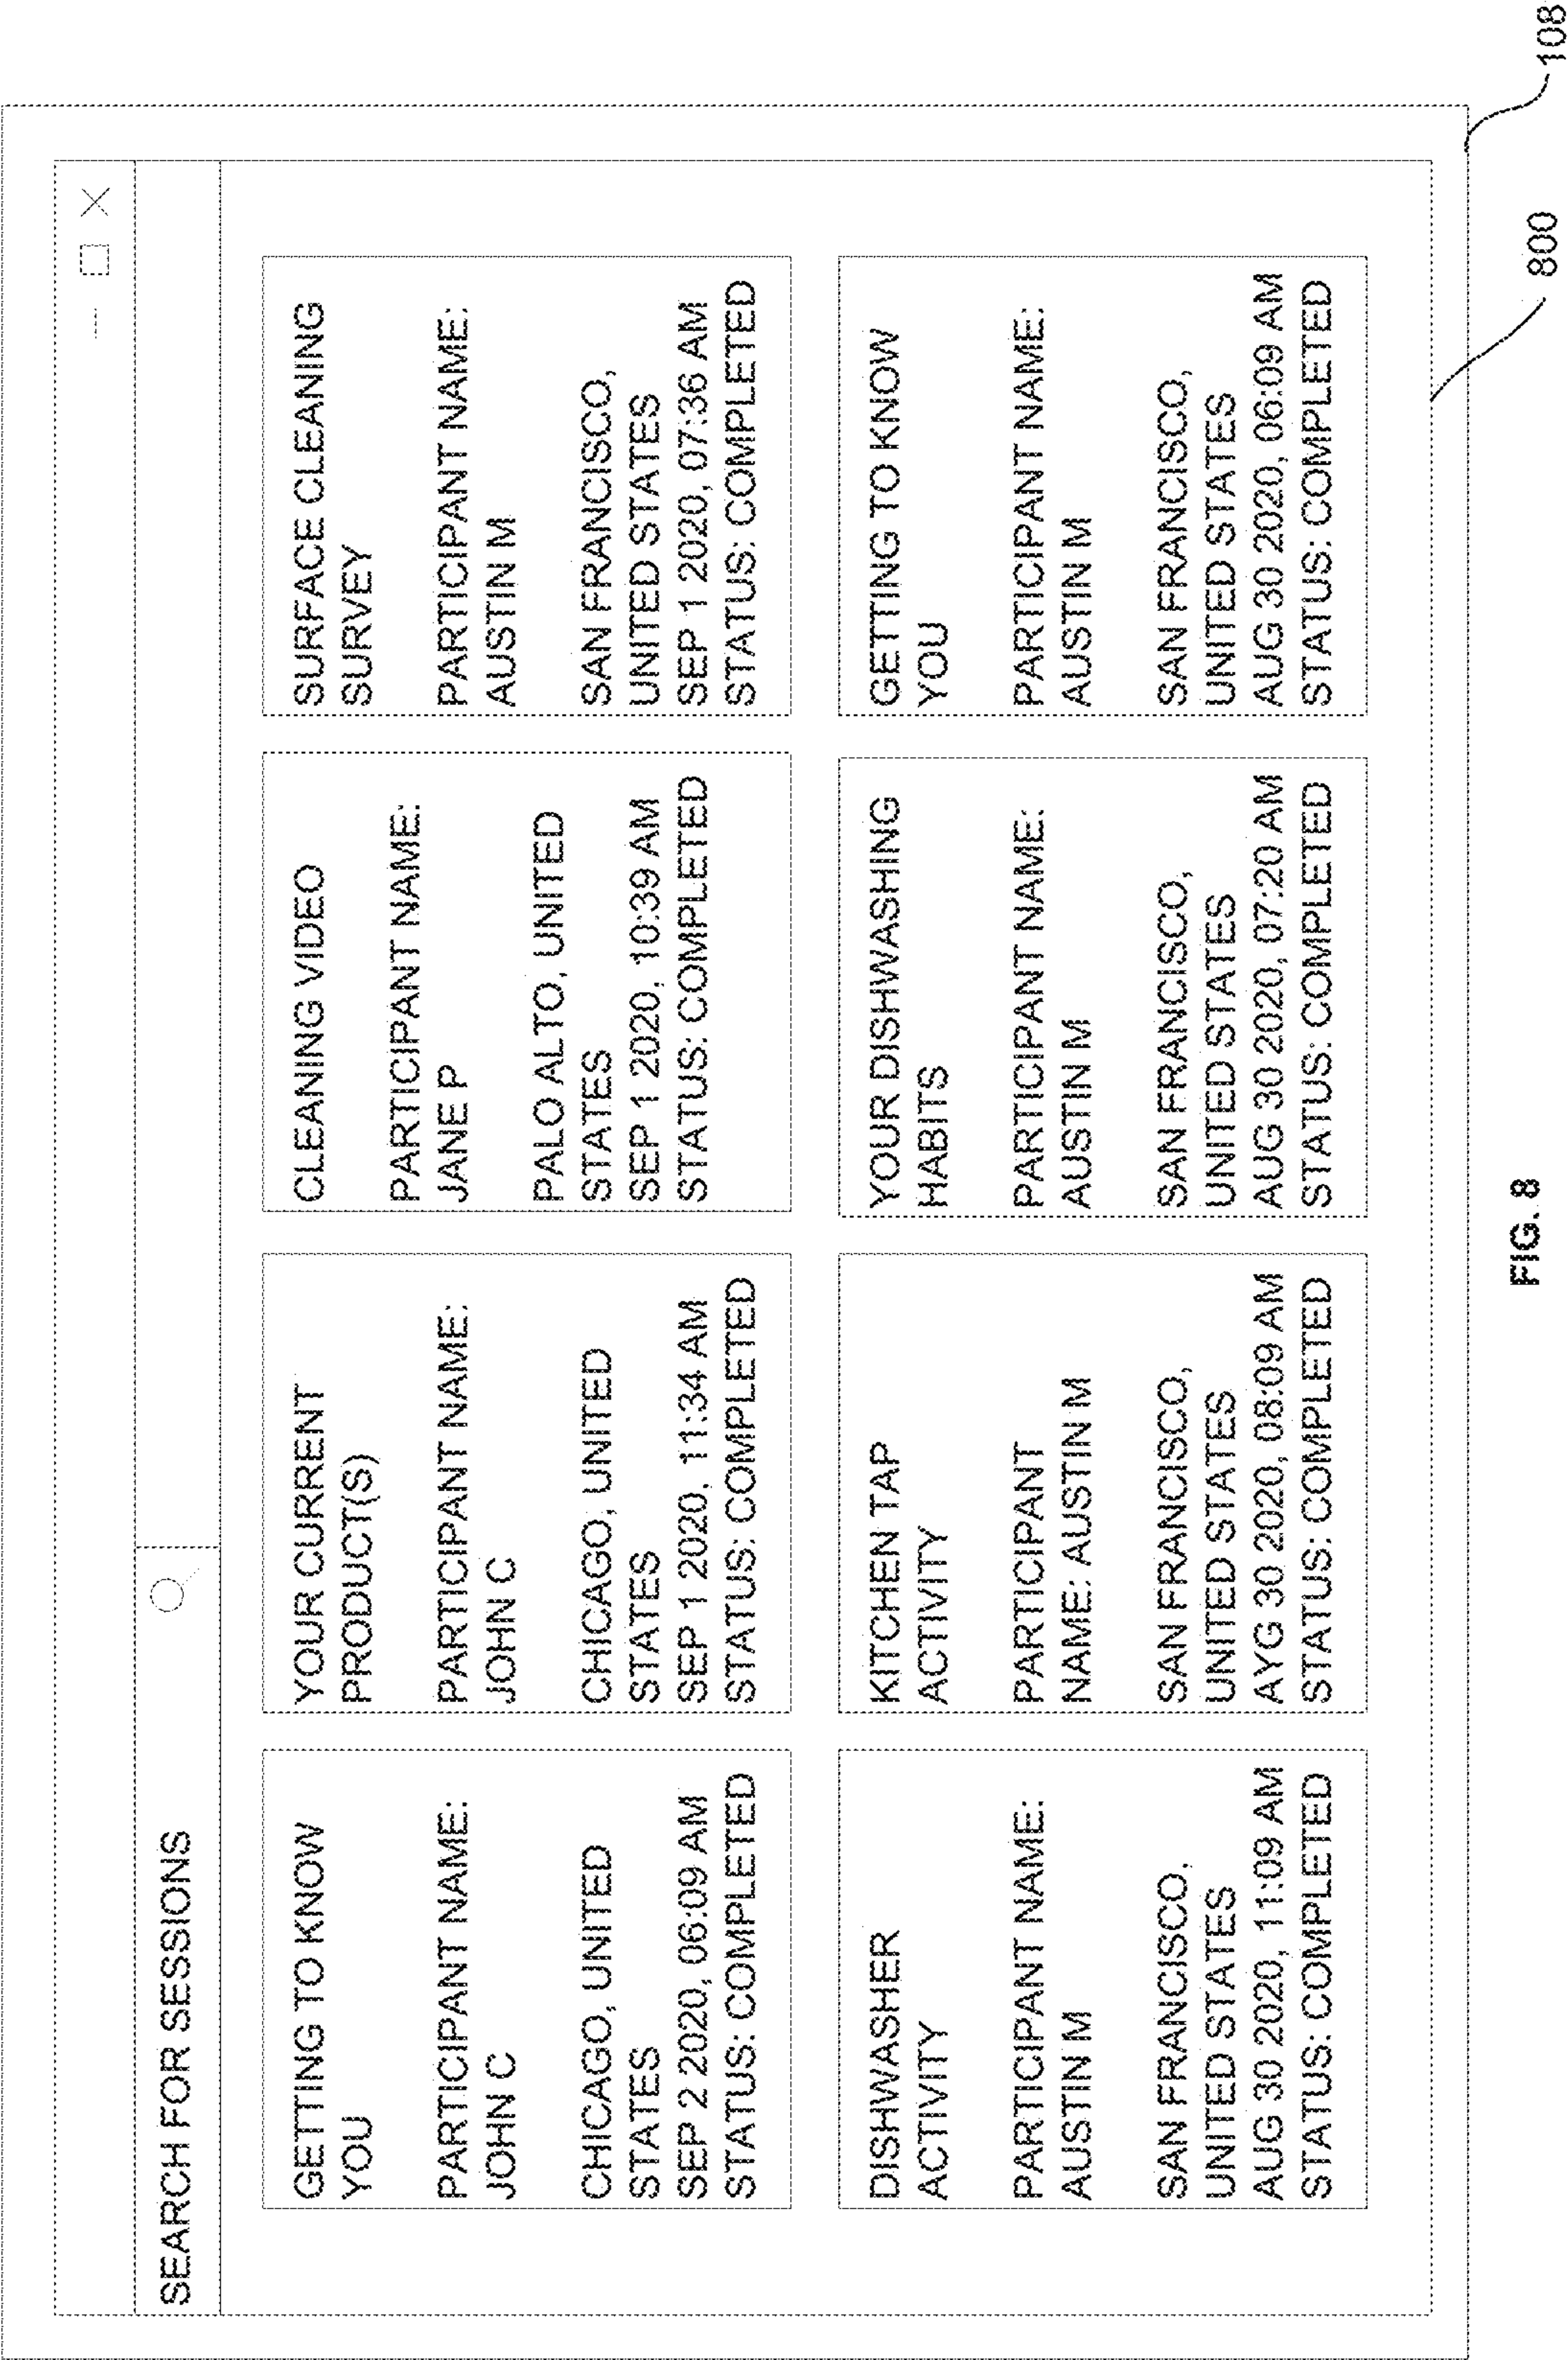 SEARCH FOR SESSIONS
GETTING TO KNOW
YOU
PARTICIPANT NAME:
JOHN C
CHICAGO, UNITED
STATES
SEP 2 2020, 06:09 AM
STATUS: COMPLETED
YOUR CURRENT
PRODUCT(S)
PARTICIPANT NAME:
JOHN C
CHICAGO, UNITED
STATES
SEP 1 2020, 11:34 AM
STATUS: COMPLETED
CLEANING VIDEO
PARTICIPANT NAME:
JANE P
PALO ALTO, UNITED
STATES
SEP 1 2020, 10:39 AM
STATUS: COMPLETED
SURFACE CLEANING
SURVEY
PARTICIPANT NAME:
AUSTIN M
SAN FRANCISCO,
UNITED STATES
SEP 1 2020, 07:36 AM
STATUS: COMPLETED
DISHWASHER
ACTIVITY
PARTICIPANT NAME:
AUSTIN M
SAN FRANCISCO,
UNITED STATES
AUG 30 2020, 11:09 AM
STATUS: COMPLETED
KITCHEN TAP
ACTIVITY
PARTICIPANT
NAME: AUSTIN M
SAN FRANCISCO,
UNITED STATES
AYG 30 2020, 08:09 AM
STATUS: COMPLETED
YOUR DISHWASHING
HABITS
PARTICIPANT NAME:
AUSTIN M
SAN FRANCISCO,
UNITED STATES
AUG 30 2020, 07:20 AM
STATUS: COMPLETED
GETTING TO KNOW
YOU
PARTICIPANT NAME:
AUSTIN M
SAN FRANCISCO,
UNITED STATES
AUG 30 2020, 06:09 AM
STATUS: COMPLETED
800
108
FIG. 8